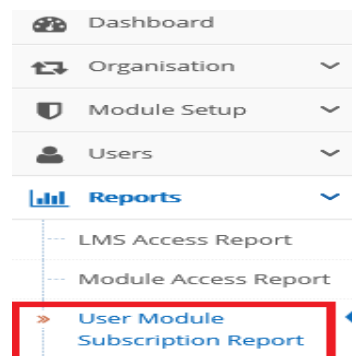 Dashboard
Organisation
Module Setup
Users
Reports
LMS Access Report
Module Access Report
User Module
Subscription Report